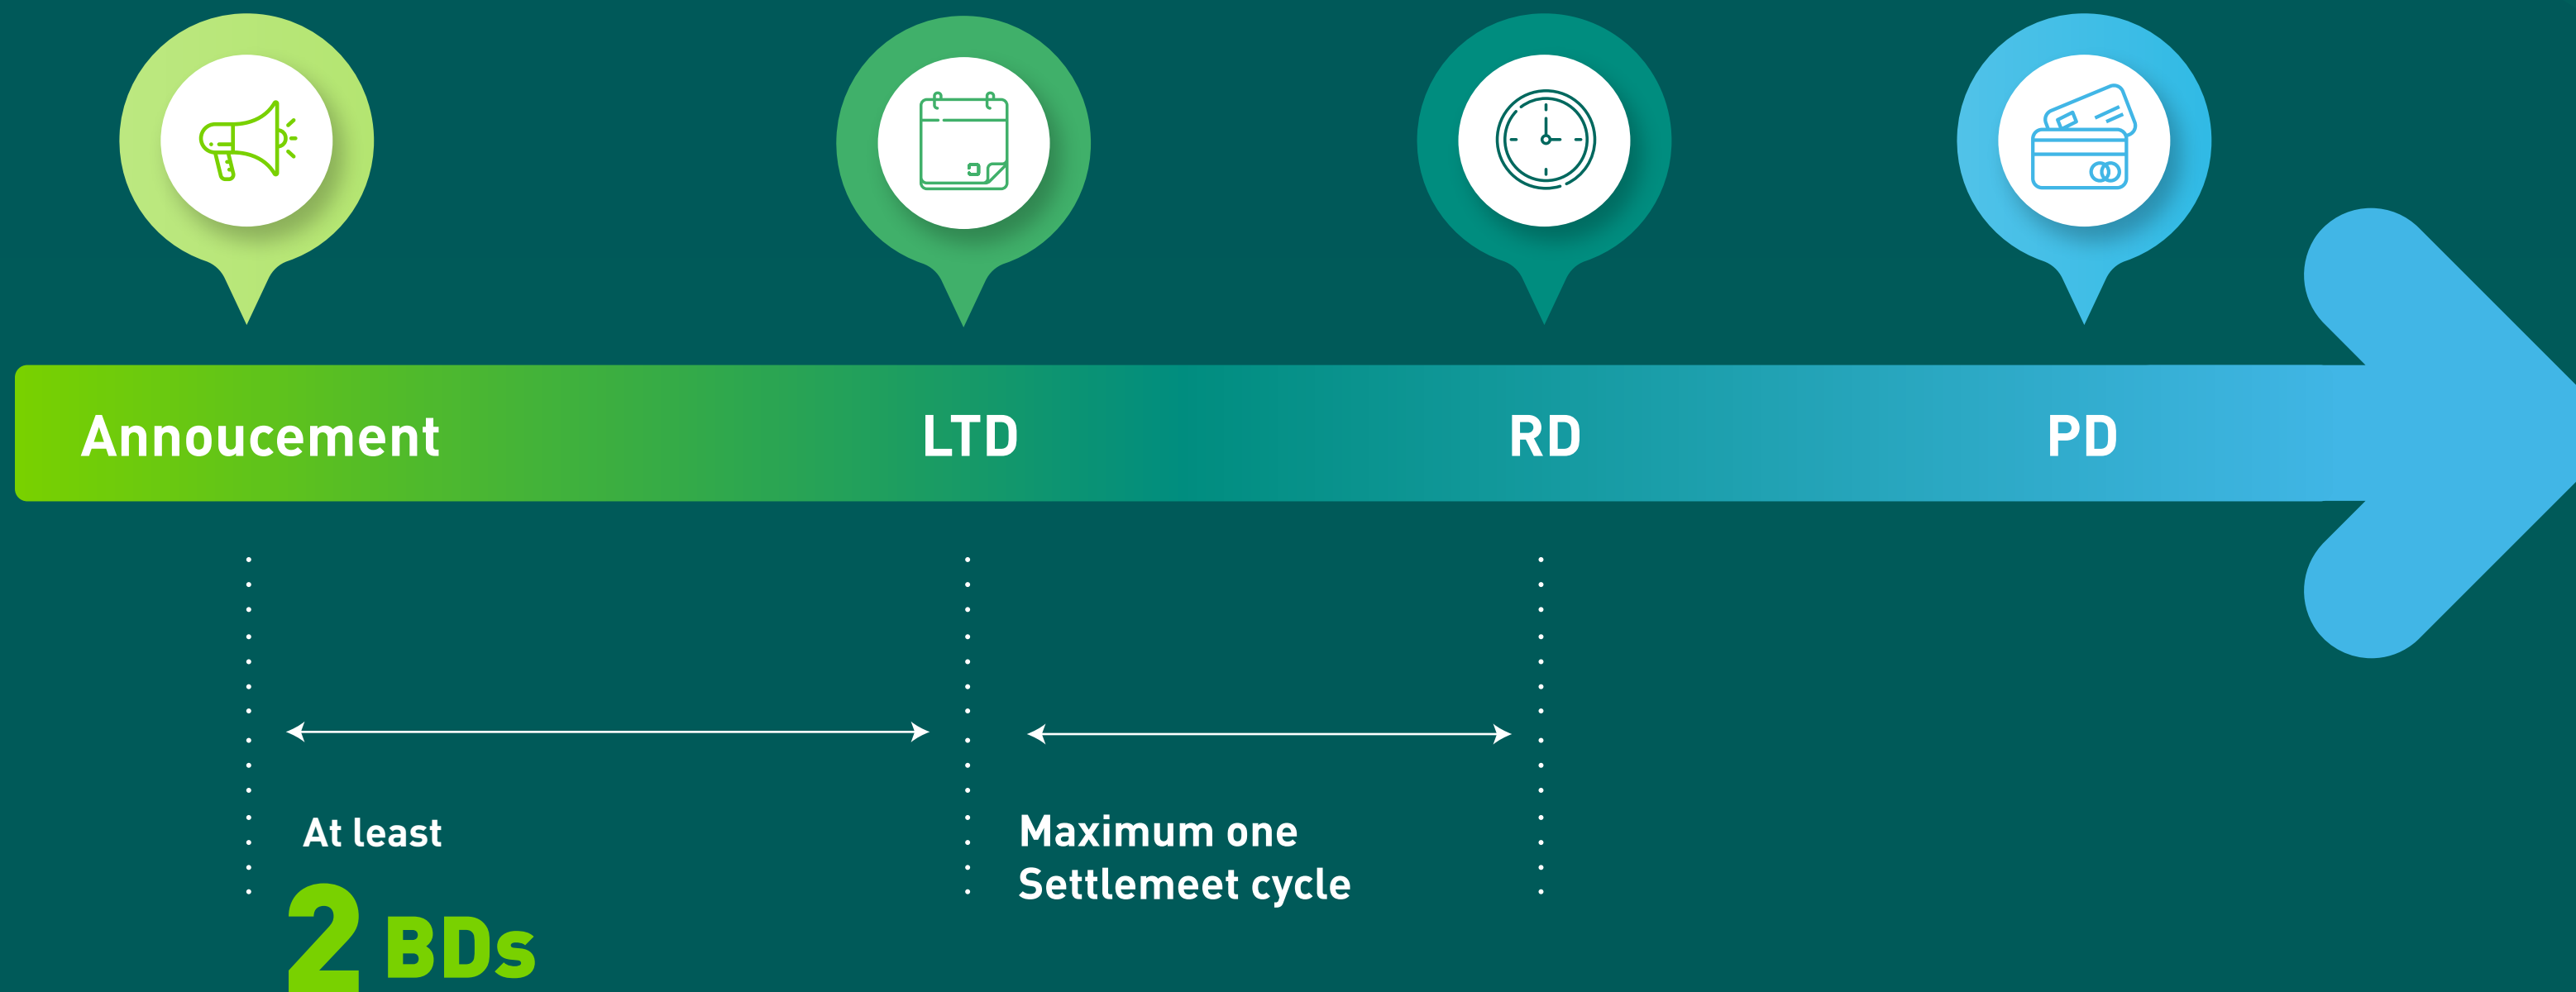 Annoucement
LTD
RD
PD
At least
2 BDs
Maximum one
Settlemeet cycle